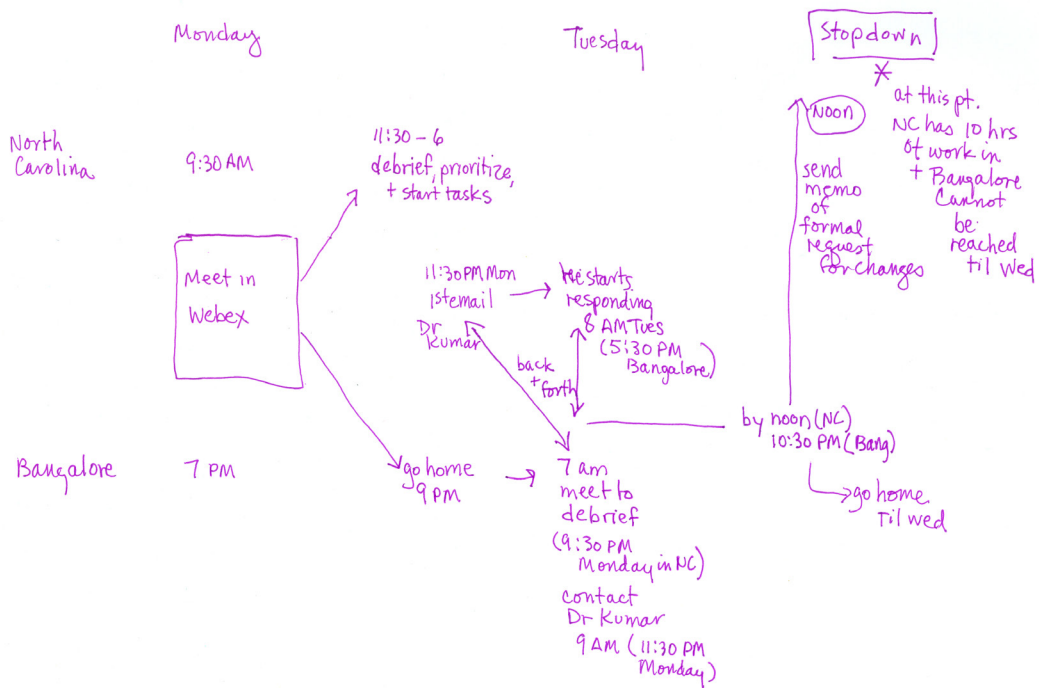 Monday
Tuesday
Stopdown
*
at this pt.
NC has 10 hrs
of work in
+ Bangalore
Cannot
be
reached
til Wed
NOON
send
memo
of
formal
request
for changes
North
Carolina
9:30 AM
11:30 - 6
debrief, prioritize,
+ start tasks
Meet in
Webex
11:30 PM, Mon
1st email
Dr
Kumar
starts
responding
8 AM Tues
(5:30 PM
Bangalore)
back
+ forth
by noon (NC)
10:30 PM (Bang)
go home
Til wed
Bangalore
7 PM
go home
9 PM
7 am
meet to
debrief
(9:30 PM
Monday in NC)
contact
Dr Kumar
9 AM (11:30 PM
Monday)